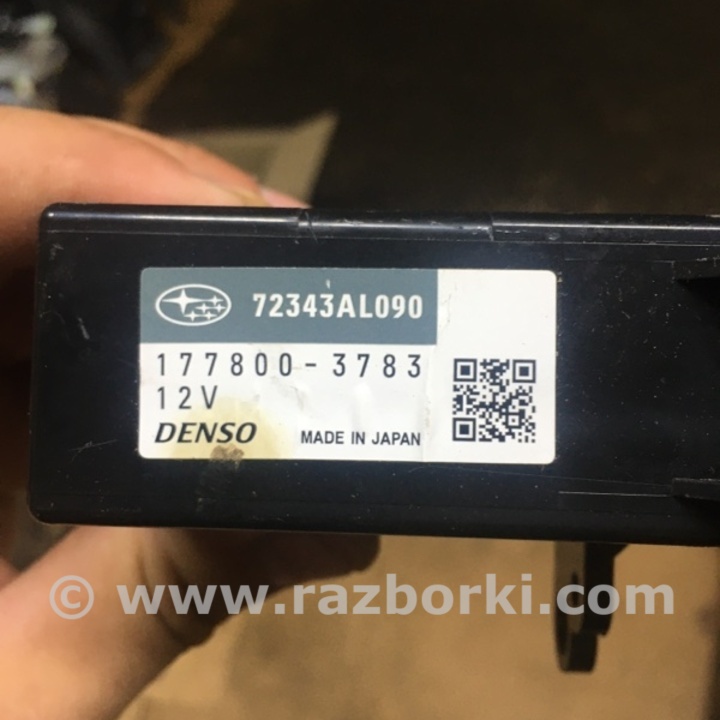 72343AL090
177800-3783
12V
DENSO MADE IN JAPAN
© www.razborki.com